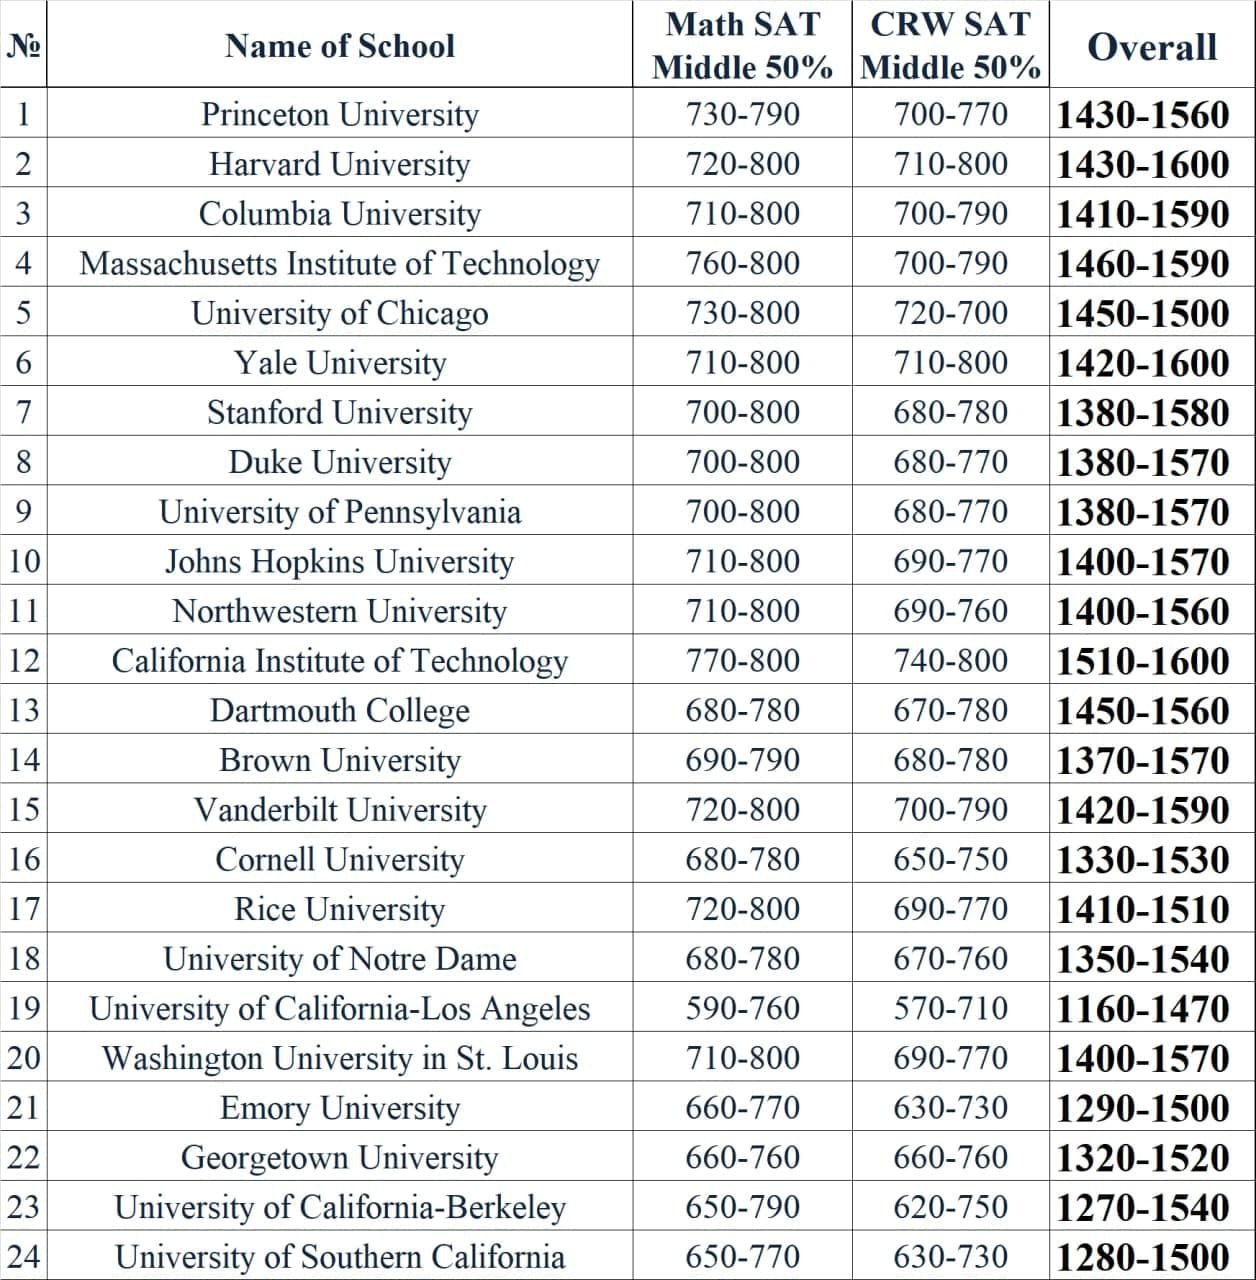 № Name of School Math SAT Middle 50% CRW SAT Middle 50% Overall
1 Princeton University 730-790 700-770 1430-1560
2 Harvard University 720-800 710-800 1430-1600
3 Columbia University 710-800 700-790 1410-1590
4 Massachusetts Institute of Technology 760-800 700-790 1460-1590
5 University of Chicago 730-800 720-700 1450-1500
6 Yale University 710-800 710-800 1420-1600
7 Stanford University 700-800 680-780 1380-1580
8 Duke University 700-800 680-770 1380-1570
9 University of Pennsylvania 700-800 680-770 1380-1570
10 Johns Hopkins University 710-800 690-770 1400-1570
11 Northwestern University 710-800 690-760 1400-1560
12 California Institute of Technology 770-800 740-800 1510-1600
13 Dartmouth College 680-780 670-780 1450-1560
14 Brown University 690-790 680-780 1370-1570
15 Vanderbilt University 720-800 700-790 1420-1590
16 Cornell University 680-780 650-750 1330-1530
17 Rice University 720-800 690-770 1410-1510
18 University of Notre Dame 680-780 670-760 1350-1540
19 University of California-Los Angeles 590-760 570-710 1160-1470
20 Washington University in St. Louis 710-800 690-770 1400-1570
21 Emory University 660-770 630-730 1290-1500
22 Georgetown University 660-760 660-760 1320-1520
23 University of California-Berkeley 650-790 620-750 1270-1540
24 University of Southern California 650-770 630-730 1280-1500